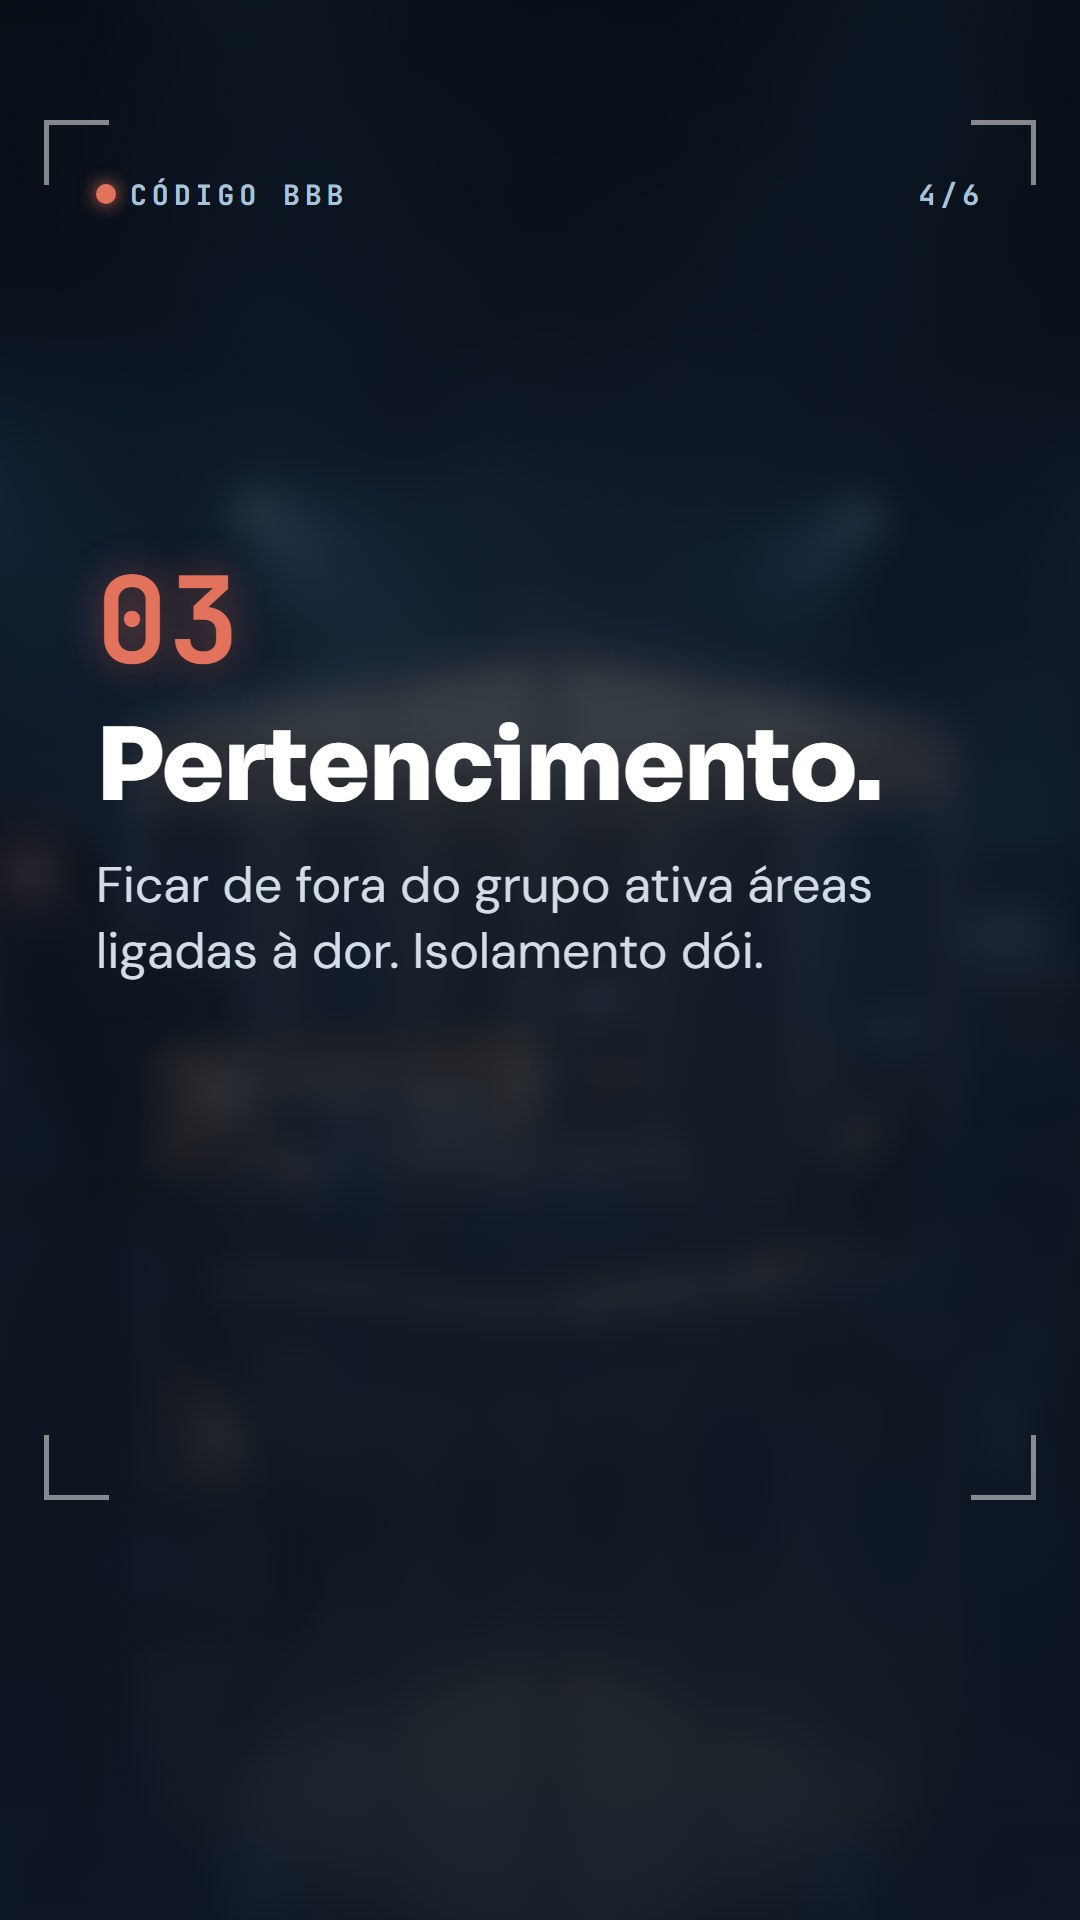 CÓDIGO BBB
4/6
03
Pertencimento.
Ficar de fora do grupo ativa áreas
ligadas à dor. Isolamento dói.